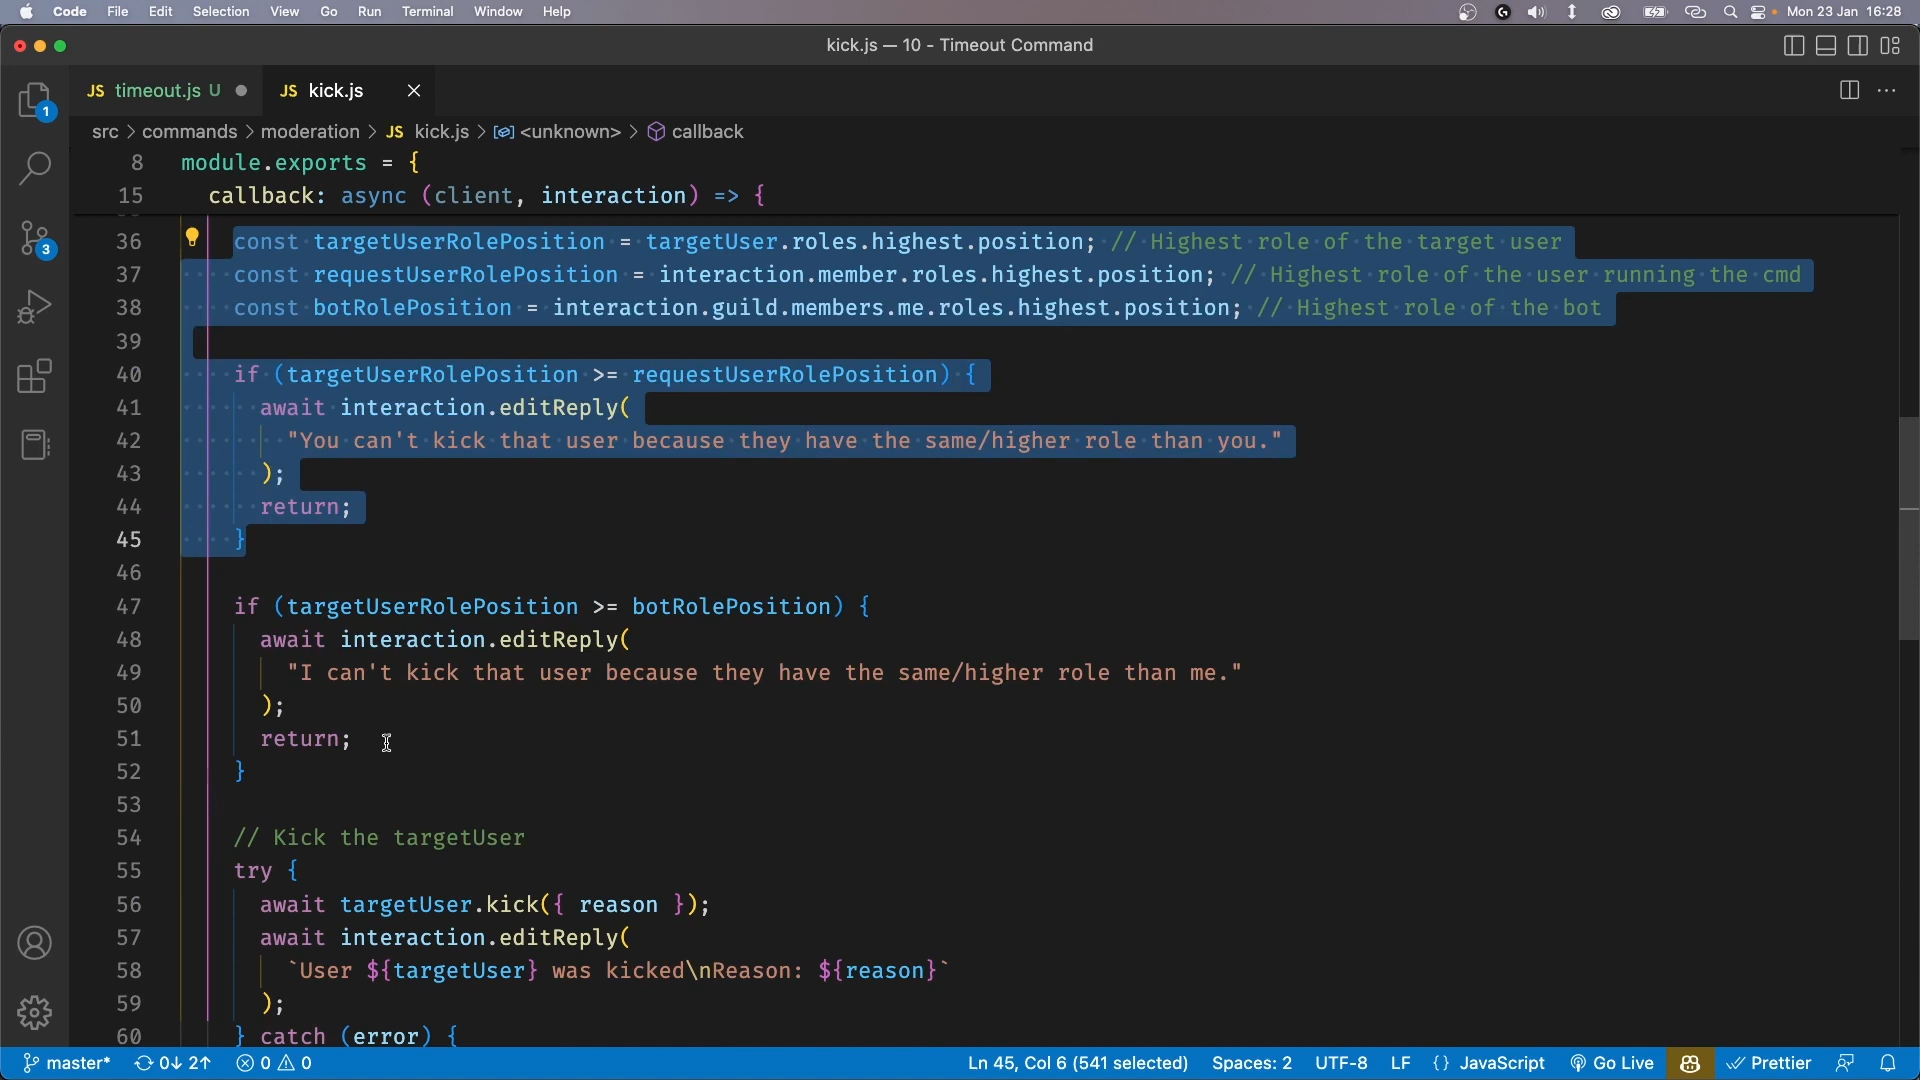 Code File Edit Selection View Go Run Terminal Window Help Mon 23 Jan 16:28
kick.js — 10 - Timeout Command
JS timeout.js U JS kick.js
1
src > commands > moderation > JS kick.js > <unknown> > callback
8 module.exports = {
15 callback: async (client, interaction) => {
36 const targetUserRolePosition = targetUser.roles.highest.position; // Highest role of the target user
37 const requestUserRolePosition = interaction.member.roles.highest.position; // Highest role of the user running the cmd
38 const botRolePosition = interaction.guild.members.me.roles.highest.position; // Highest role of the bot
39
40 if (targetUserRolePosition >= requestUserRolePosition) {
41 await interaction.editReply(
42 "You can't kick that user because they have the same/higher role than you."
43 );
44 return;
45 }
46
47 if (targetUserRolePosition >= botRolePosition) {
48 await interaction.editReply(
49 "I can't kick that user because they have the same/higher role than me."
50 );
51 return;
52 }
53
54 // Kick the targetUser
55 try {
56 await targetUser.kick({ reason });
57 await interaction.editReply(
58 `User ${targetUser} was kicked\nReason: ${reason}`
59 );
60 } catch (error) {
3
master* 0↓ 2↑ 0 0 Ln 45, Col 6 (541 selected) Spaces: 2 UTF-8 LF {} JavaScript Go Live Prettier